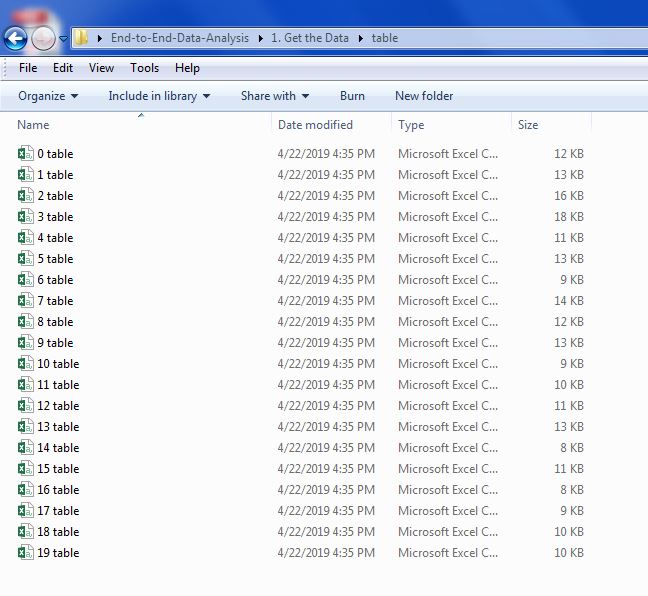 End-to-End-Data-Analysis 1. Get the Data table
File Edit View Tools Help
Organize Include in library Share with Burn New folder
Name Date modified Type Size
0 table 4/22/2019 4:35 PM Microsoft Excel C... 12 KB
1 table 4/22/2019 4:35 PM Microsoft Excel C... 13 KB
2 table 4/22/2019 4:35 PM Microsoft Excel C... 16 KB
3 table 4/22/2019 4:35 PM Microsoft Excel C... 18 KB
4 table 4/22/2019 4:35 PM Microsoft Excel C... 11 KB
5 table 4/22/2019 4:35 PM Microsoft Excel C... 13 KB
6 table 4/22/2019 4:35 PM Microsoft Excel C... 9 KB
7 table 4/22/2019 4:35 PM Microsoft Excel C... 14 KB
8 table 4/22/2019 4:35 PM Microsoft Excel C... 12 KB
9 table 4/22/2019 4:35 PM Microsoft Excel C... 13 KB
10 table 4/22/2019 4:35 PM Microsoft Excel C... 9 KB
11 table 4/22/2019 4:35 PM Microsoft Excel C... 10 KB
12 table 4/22/2019 4:35 PM Microsoft Excel C... 11 KB
13 table 4/22/2019 4:35 PM Microsoft Excel C... 13 KB
14 table 4/22/2019 4:35 PM Microsoft Excel C... 8 KB
15 table 4/22/2019 4:35 PM Microsoft Excel C... 11 KB
16 table 4/22/2019 4:35 PM Microsoft Excel C... 8 KB
17 table 4/22/2019 4:35 PM Microsoft Excel C... 9 KB
18 table 4/22/2019 4:35 PM Microsoft Excel C... 10 KB
19 table 4/22/2019 4:35 PM Microsoft Excel C... 10 KB